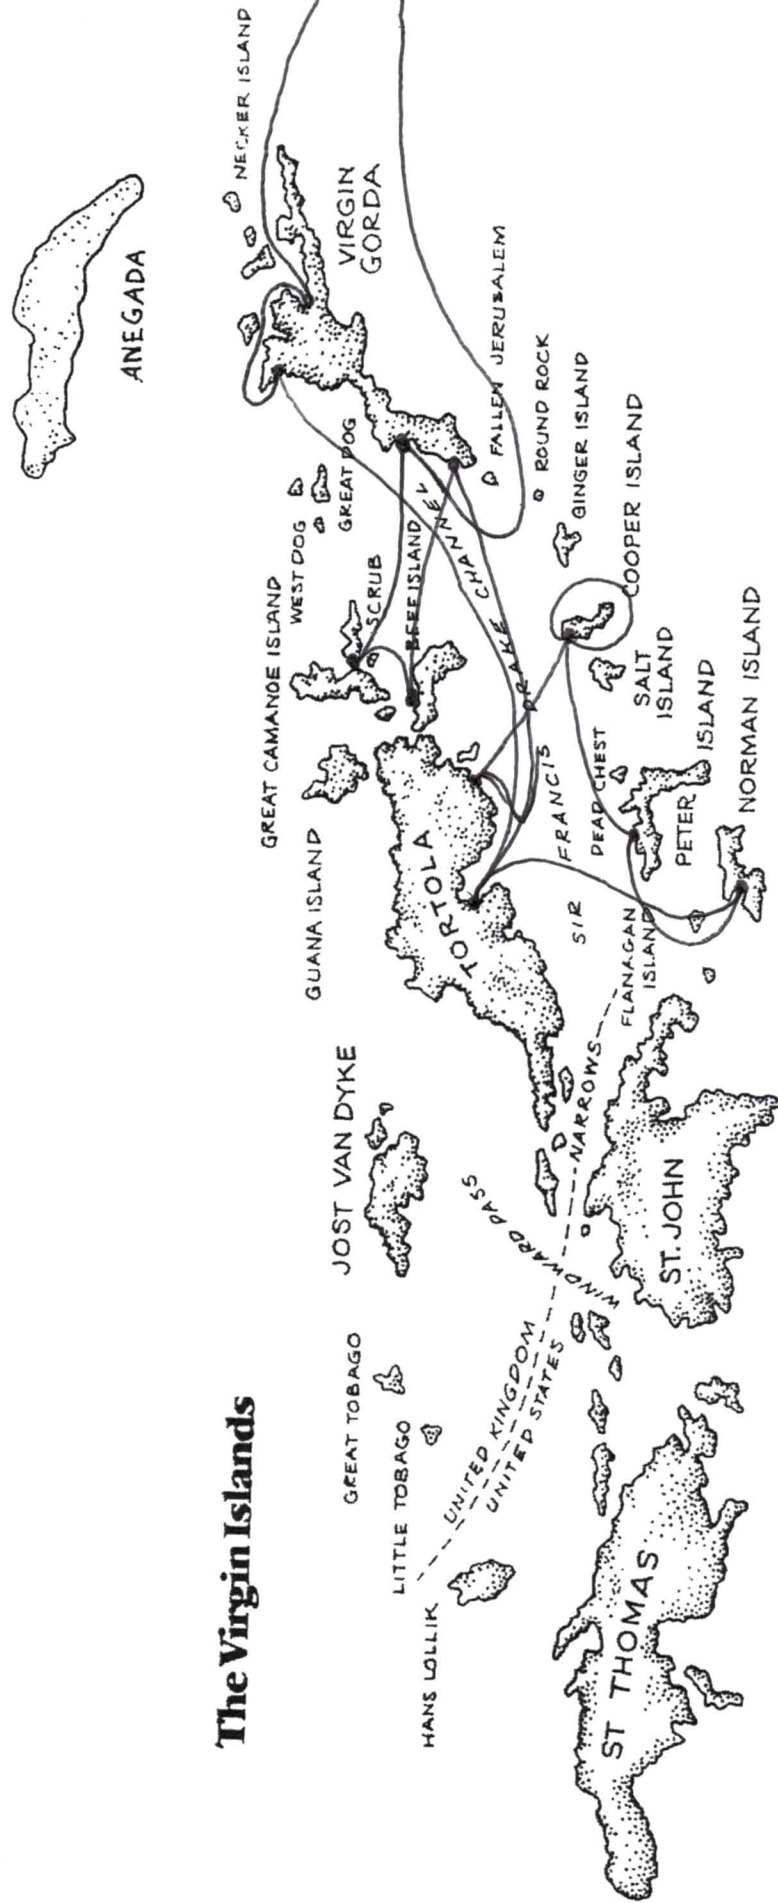 The Virgin Islands
ANEGADA
NECKER ISLAND
VIRGIN
GORDA
FALLEN JERUSALEM
ROUND ROCK
GINGER ISLAND
COOPER ISLAND
GREAT DOG
WEST DOG
SCRUB
BEEF ISLAND
GREAT CAMANOE ISLAND
GUANA ISLAND
TORTOLA
SIR FRANCIS DRAKE CHANNEL
SALT
ISLAND
DEAD CHEST
PETER ISLAND
NORMAN ISLAND
FLANAGAN
ISLAND
JOST VAN DYKE
NARROWS
WINDWARD PASS
ST. JOHN
GREAT TOBAGO
LITTLE TOBAGO
UNITED KINGDOM
UNITED STATES
HANS LOLLIK
ST THOMAS